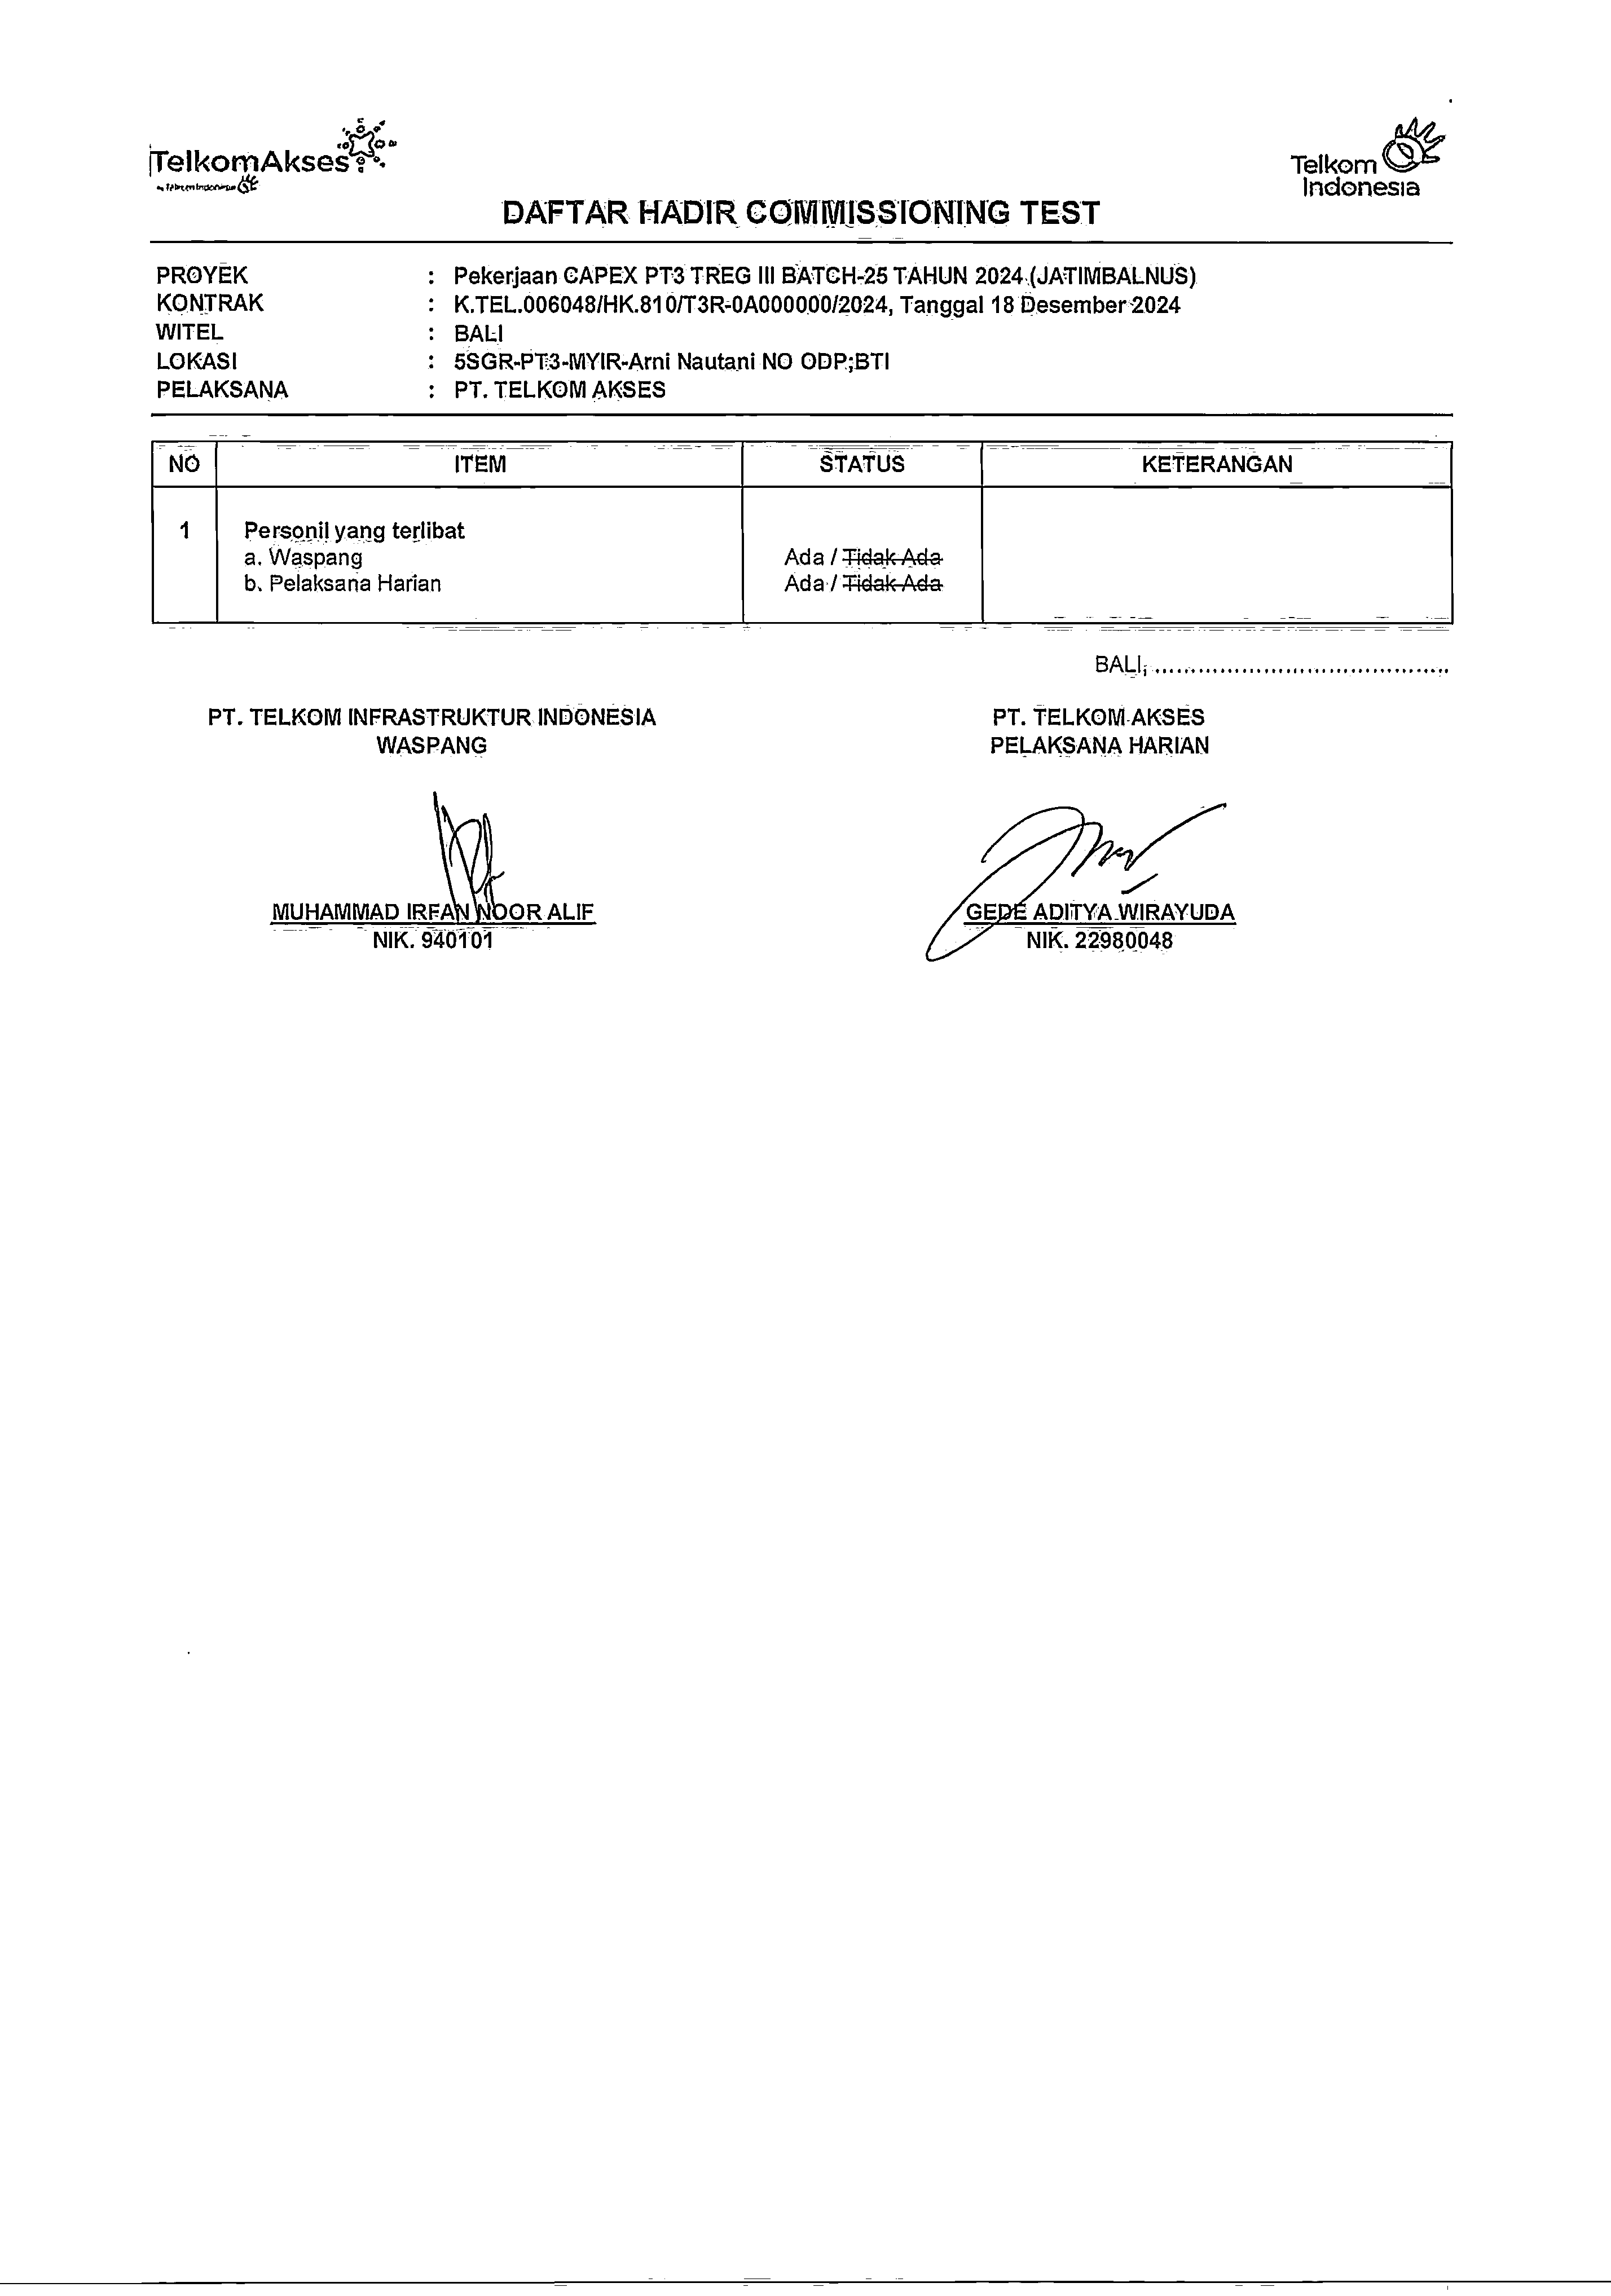 TelkomAkses
by Telkom Indonesia
Telkom
Indonesia
DAFTAR HADIR COMMISSIONING TEST
PROYEK : Pekerjaan CAPEX PT3 TREG III BATCH-25 TAHUN 2024 (JATIMBALNUS)
KONTRAK : K.TEL.006048/HK.810/T3R-0A000000/2024, Tanggal 18 Desember 2024
WITEL : BALI
LOKASI : 5SGR-PT3-MYIR-Arni Nautani NO ODP;BTI
PELAKSANA : PT. TELKOM AKSES
NO ITEM STATUS KETERANGAN
1 Personil yang terlibat
a. Waspang Ada / Tidak Ada
b. Pelaksana Harian Ada / Tidak Ada
BALI, ........................................
PT. TELKOM INFRASTRUKTUR INDONESIA PT. TELKOM AKSES
WASPANG PELAKSANA HARIAN
MUHAMMAD IRFAN NOOR ALIF GEDE ADITYA WIRAYUDA
NIK. 940101 NIK. 22980048